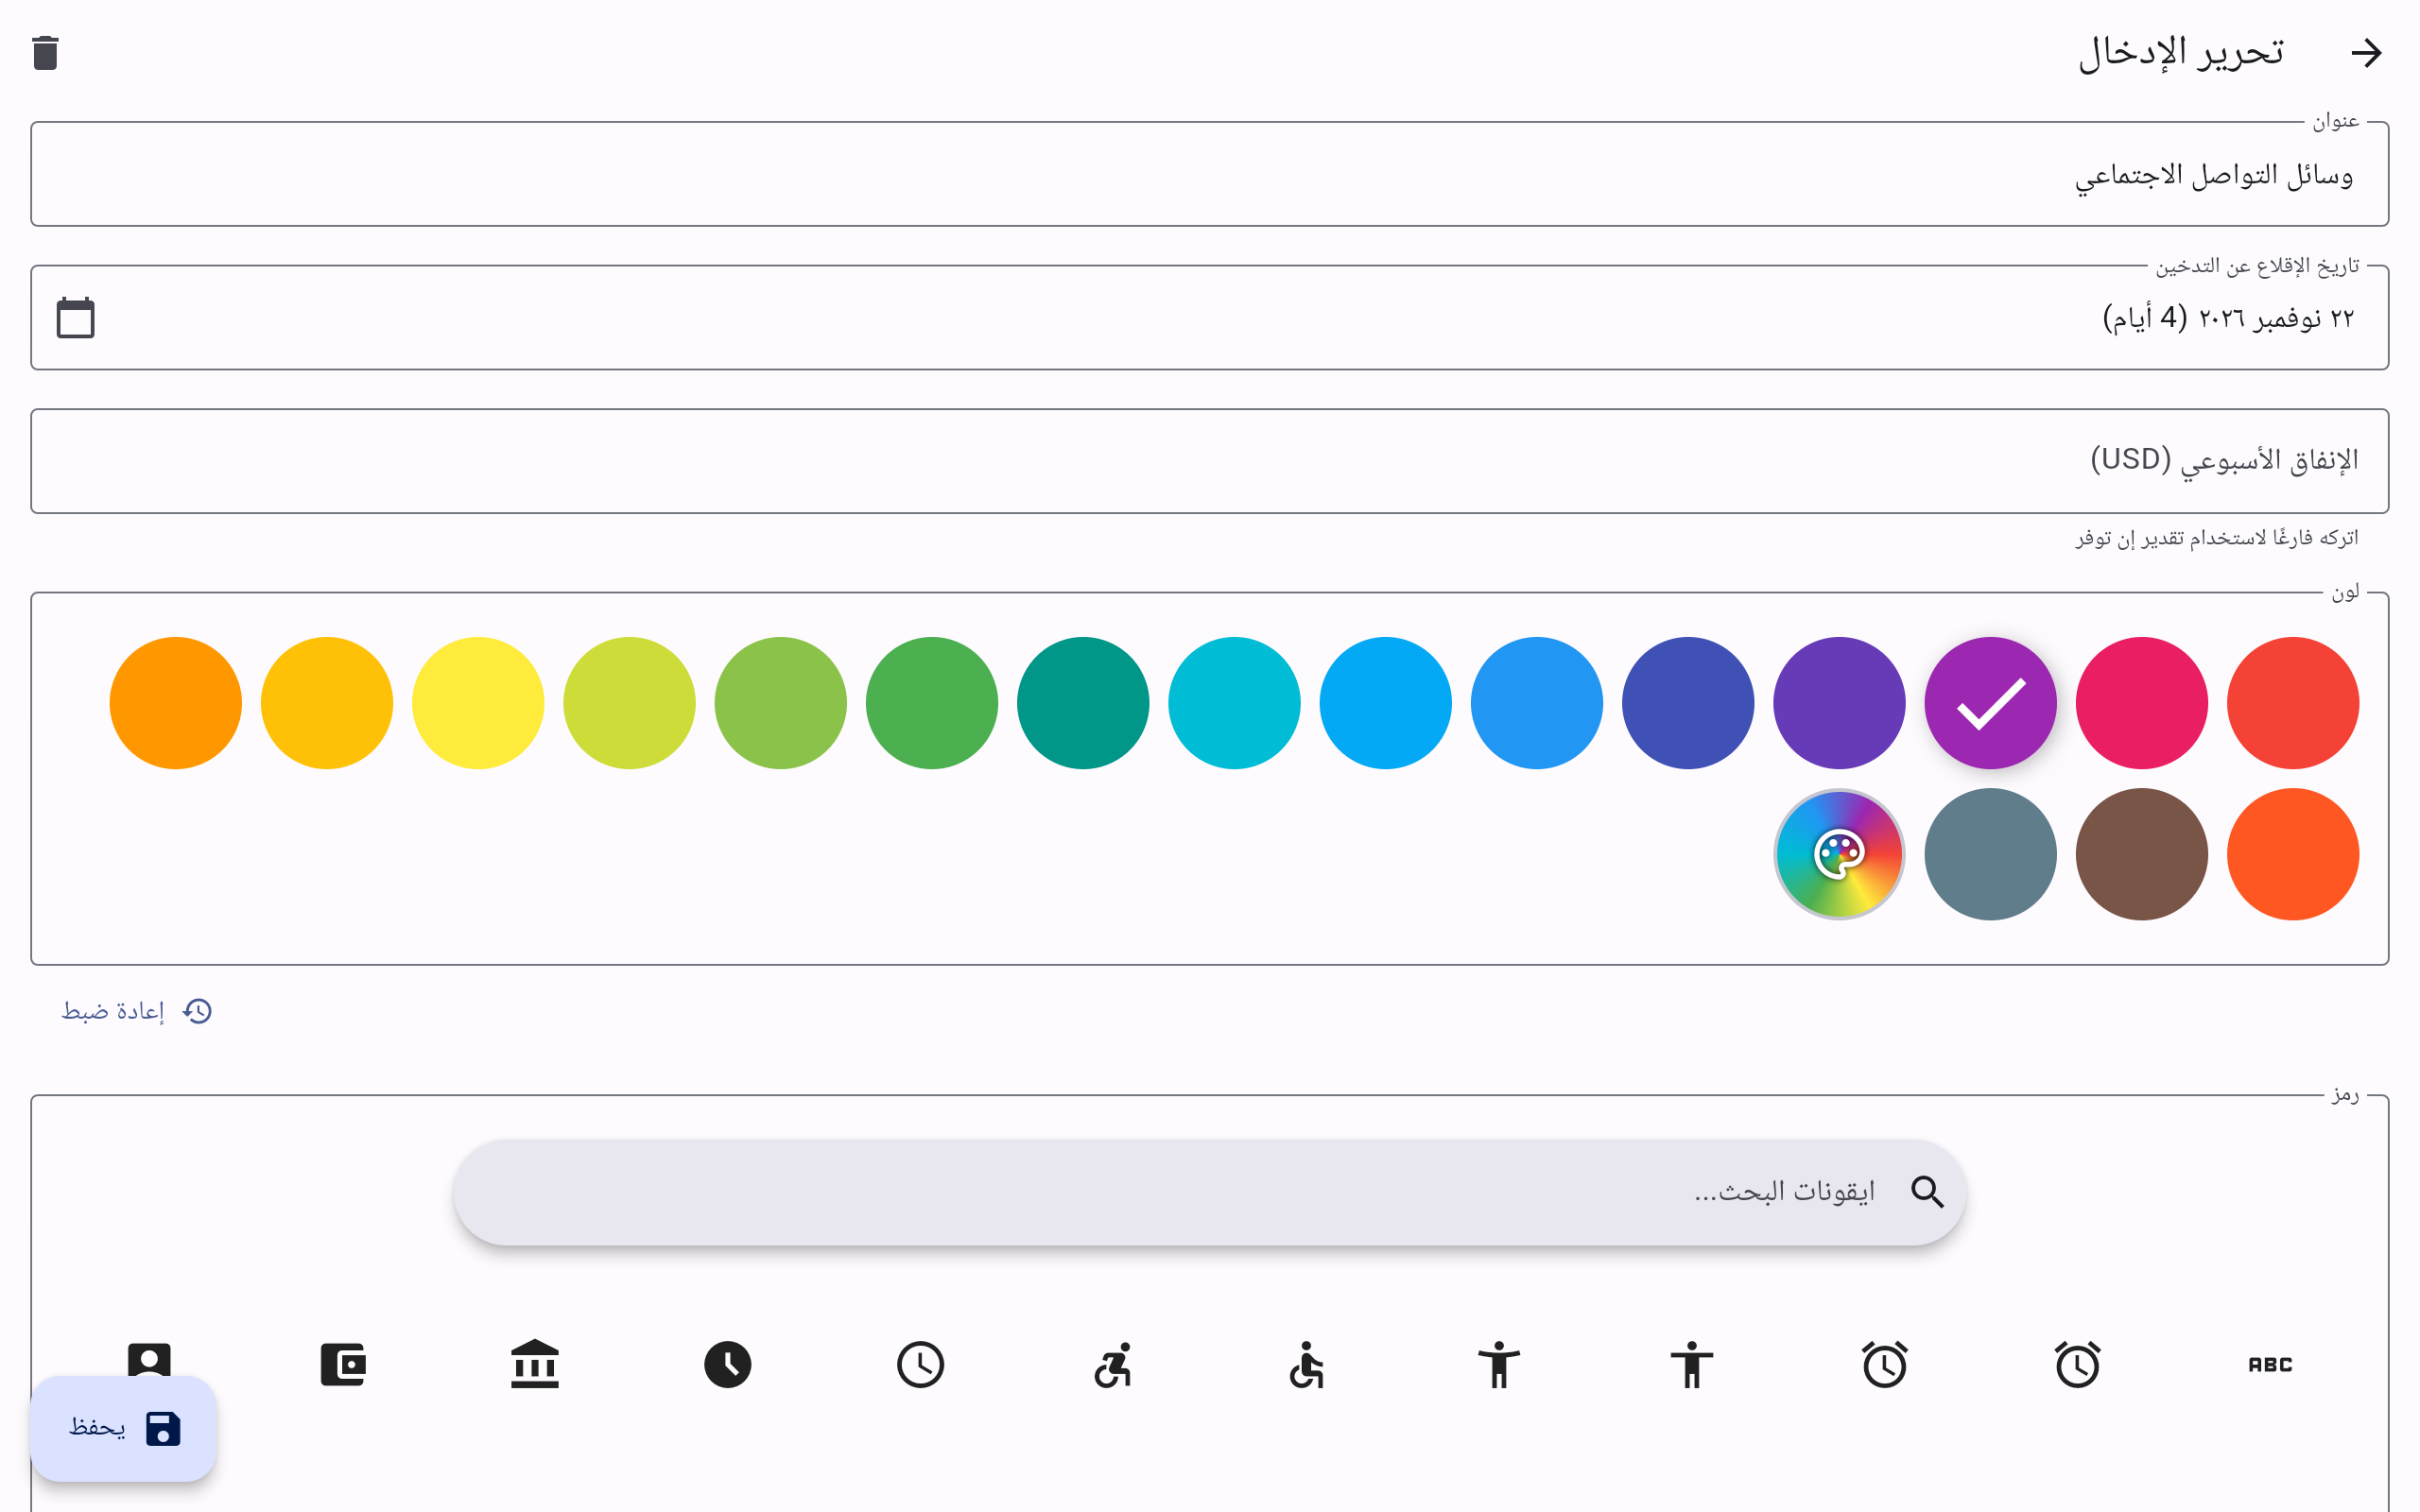 تحرير الإدخال
عنوان
وسائل التواصل الاجتماعي
تاريخ الإقلاع عن التدخين
٢٢ نوفمبر ٢٠٢٦ (4 أيام)
الإنفاق الأسبوعي (USD)
اتركه فارغًا لاستخدام تقدير إن توفر
لون
إعادة ضبط
رمز
ايقونات البحث...
ABC
يحفظ